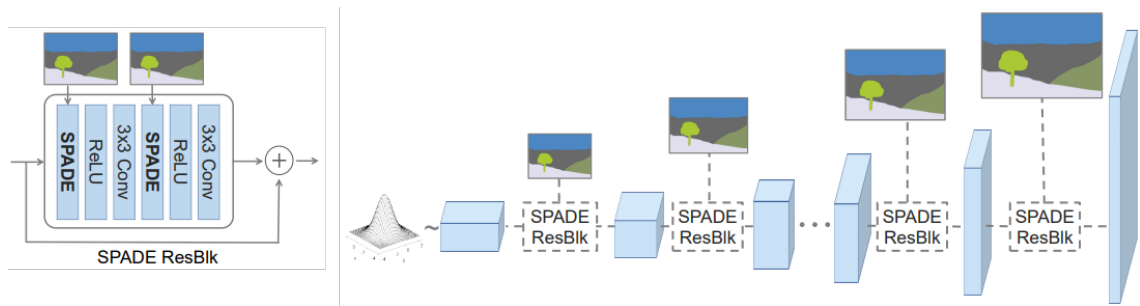 SPADE
ReLU
3x3 Conv
SPADE
ReLU
3x3 Conv
+
SPADE ResBlk
~
SPADE
ResBlk
SPADE
ResBlk
...
SPADE
ResBlk
SPADE
ResBlk